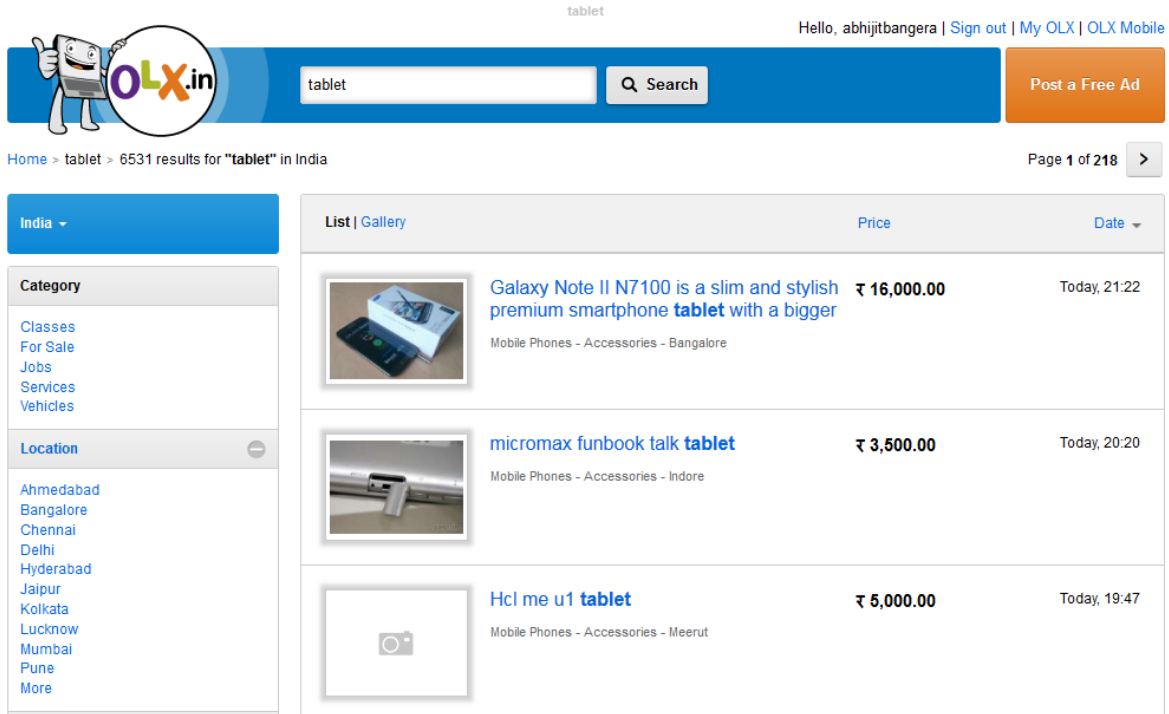 tablet
Hello, abhijitbangera | Sign out | My OLX | OLX Mobile
OLX.in
tablet
Search
Post a Free Ad
Home > tablet > 6531 results for "tablet" in India
Page 1 of 218 >
India
List | Gallery
Price
Date
Category
Classes
For Sale
Jobs
Services
Vehicles
Location
Ahmedabad
Bangalore
Chennai
Delhi
Hyderabad
Jaipur
Kolkata
Lucknow
Mumbai
Pune
More
Galaxy Note II N7100 is a slim and stylish
premium smartphone tablet with a bigger
Mobile Phones - Accessories - Bangalore
₹ 16,000.00
Today, 21:22
micromax funbook talk tablet
Mobile Phones - Accessories - Indore
₹ 3,500.00
Today, 20:20
Hcl me u1 tablet
Mobile Phones - Accessories - Meerut
₹ 5,000.00
Today, 19:47